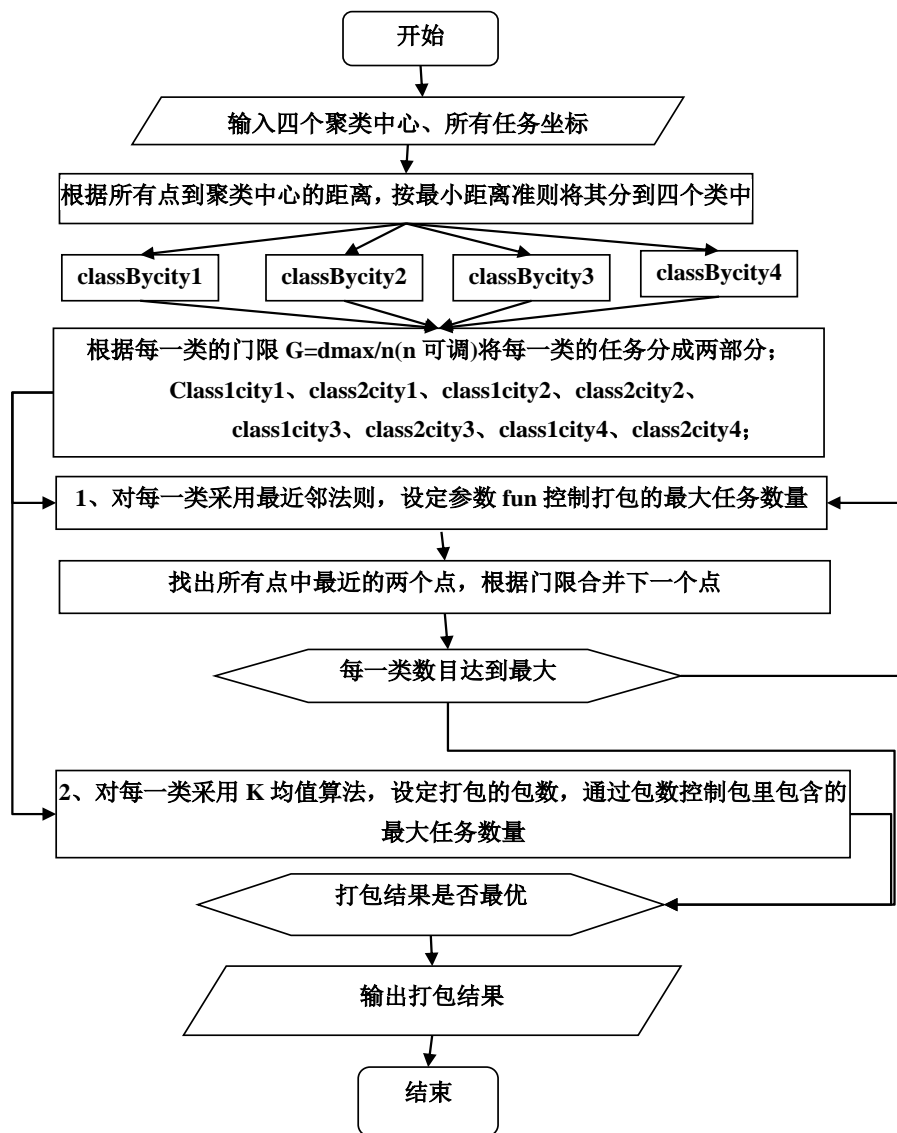 开始
输入四个聚类中心、所有任务坐标
根据所有点到聚类中心的距离，按最小距离准则将其分到四个类中
classBycity1
classBycity2
classBycity3
classBycity4
根据每一类的门限 G=dmax/n(n 可调)将每一类的任务分成两部分；
Class1city1、class2city1、class1city2、class2city2、
class1city3、class2city3、class1city4、class2city4；
1、对每一类采用最近邻法则，设定参数 fun 控制打包的最大任务数量
找出所有点中最近的两个点，根据门限合并下一个点
每一类数目达到最大
2、对每一类采用 K 均值算法，设定打包的包数，通过包数控制包里包含的
最大任务数量
打包结果是否最优
输出打包结果
结束